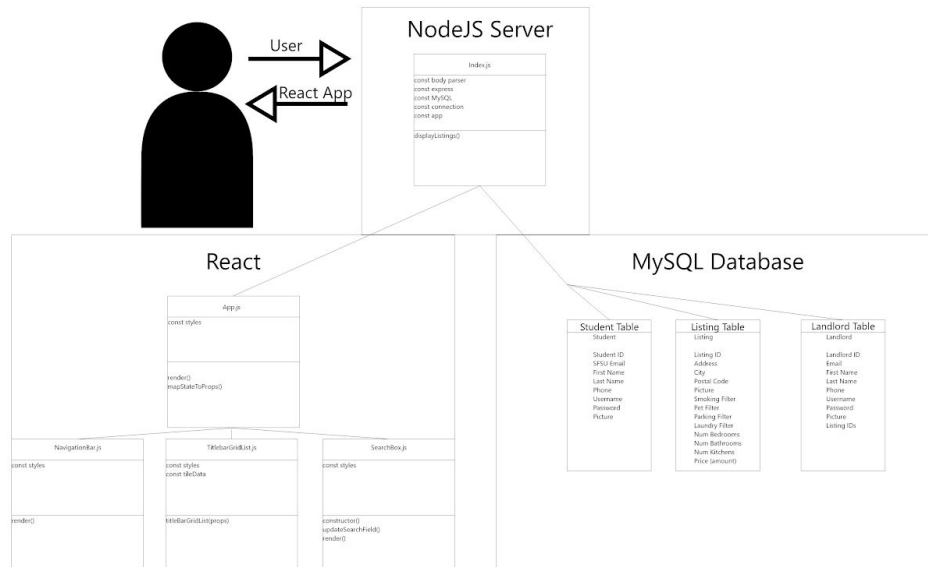 NodeJS Server
User
React App
Index.js
const body parser
const express
const MySQL
const connection
const app
displayListings()
React
App.js
const styles
render()
mapStateToProps()
NavigationBar.js
const styles
render()
TitlebarGridList.js
const styles
const tileData
titleBarGridList(props)
SearchBox.js
const styles
constructor()
updateSearchField()
render()
MySQL Database
Student Table
Student
Student ID
SFSU Email
First Name
Last Name
Phone
Username
Password
Picture
Listing Table
Listing
Listing ID
Address
City
Postal Code
Picture
Smoking Filter
Pet Filter
Parking Filter
Laundry Filter
Num Bedrooms
Num Bathrooms
Num Kitchens
Price (amount)
Landlord Table
Landlord
Landlord ID
Email
First Name
Last Name
Phone
Username
Password
Picture
Listing IDs